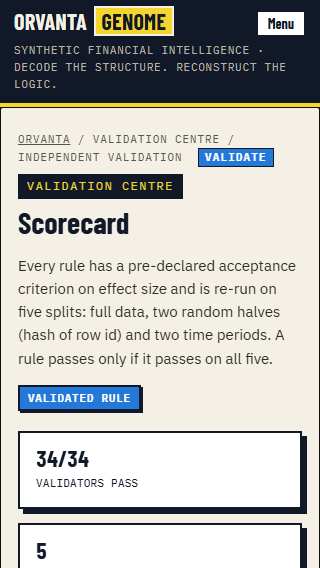 ORVANTA GENOME
Menu
SYNTHETIC FINANCIAL INTELLIGENCE ·
DECODE THE STRUCTURE. RECONSTRUCT THE
LOGIC.
ORVANTA / VALIDATION CENTRE /
INDEPENDENT VALIDATION VALIDATE
VALIDATION CENTRE
Scorecard
Every rule has a pre-declared acceptance
criterion on effect size and is re-run on
five splits: full data, two random halves
(hash of row id) and two time periods. A
rule passes only if it passes on all five.
VALIDATED RULE
34/34
VALIDATORS PASS
5